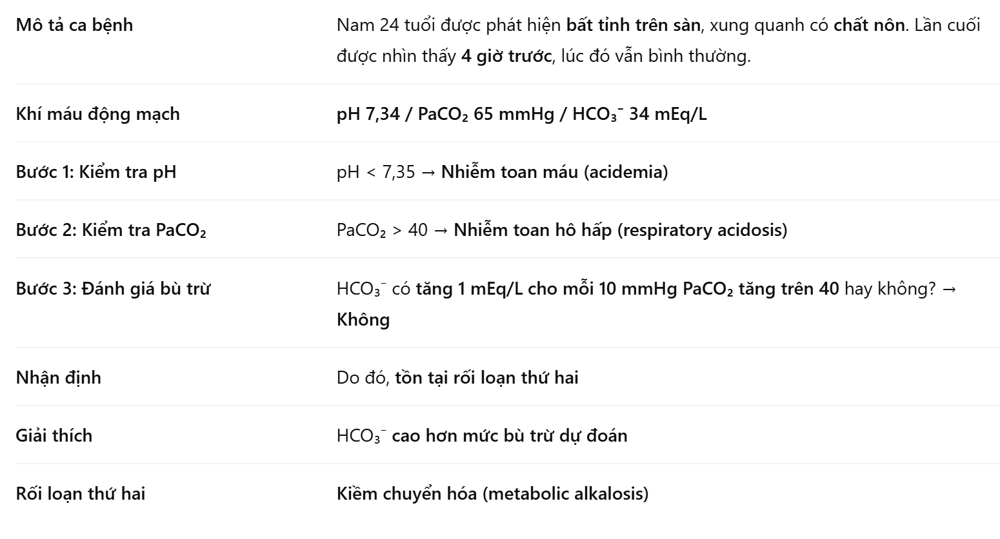 Mô tả ca bệnh
Nam 24 tuổi được phát hiện bất tỉnh trên sàn, xung quanh có chất nôn. Lần cuối
được nhìn thấy 4 giờ trước, lúc đó vẫn bình thường.
Khí máu động mạch
pH 7,34 / PaCO₂ 65 mmHg / HCO₃⁻ 34 mEq/L
Bước 1: Kiểm tra pH
pH < 7,35 → Nhiễm toan máu (acidemia)
Bước 2: Kiểm tra PaCO₂
PaCO₂ > 40 → Nhiễm toan hô hấp (respiratory acidosis)
Bước 3: Đánh giá bù trừ
HCO₃⁻ có tăng 1 mEq/L cho mỗi 10 mmHg PaCO₂ tăng trên 40 hay không? →
Không
Nhận định
Do đó, tồn tại rối loạn thứ hai
Giải thích
HCO₃⁻ cao hơn mức bù trừ dự đoán
Rối loạn thứ hai
Kiềm chuyển hóa (metabolic alkalosis)